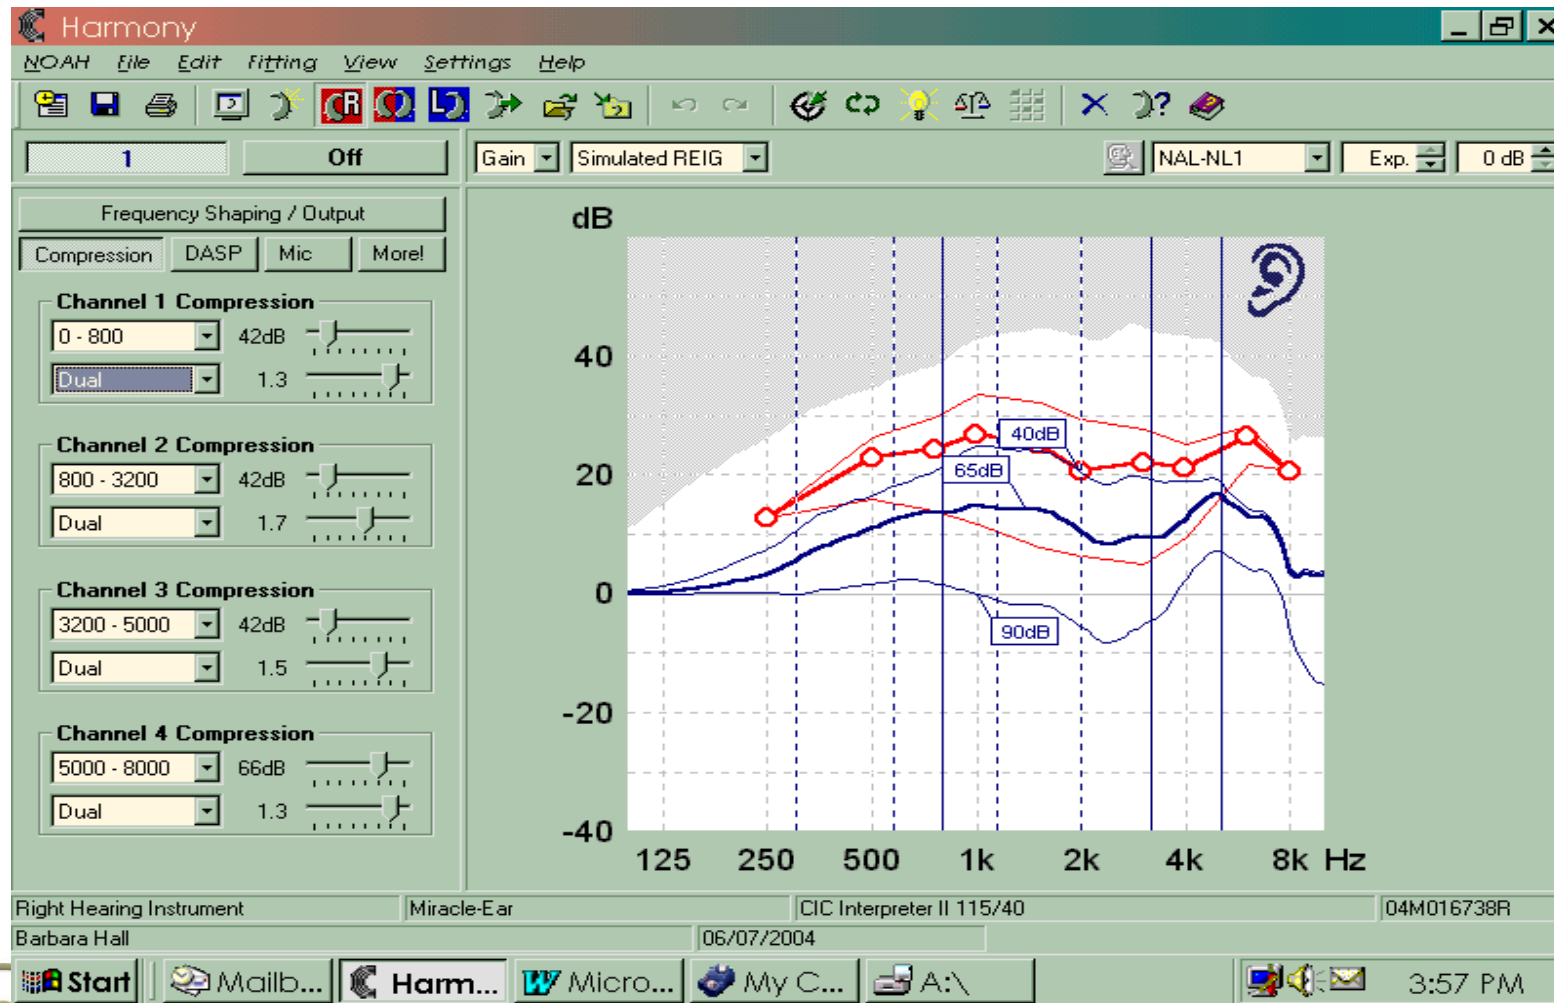 Harmony
NOAH File Edit Fitting View Settings Help
1 Off Gain Simulated REIG NAL-NL1 Exp. 0 dB
Frequency Shaping / Output
Compression DASP Mic More!
Channel 1 Compression
0 - 800 42dB
Dual 1.3
Channel 2 Compression
800 - 3200 42dB
Dual 1.7
Channel 3 Compression
3200 - 5000 42dB
Dual 1.5
Channel 4 Compression
5000 - 8000 66dB
Dual 1.3
dB
40
20
0
-20
-40
40dB
65dB
90dB
125 250 500 1k 2k 4k 8k Hz
Right Hearing Instrument Miracle-Ear CIC Interpreter II 115/40 04M016738R
Barbara Hall 06/07/2004
Start Mailb... Harm... Micro... My C... A:\ 3:57 PM